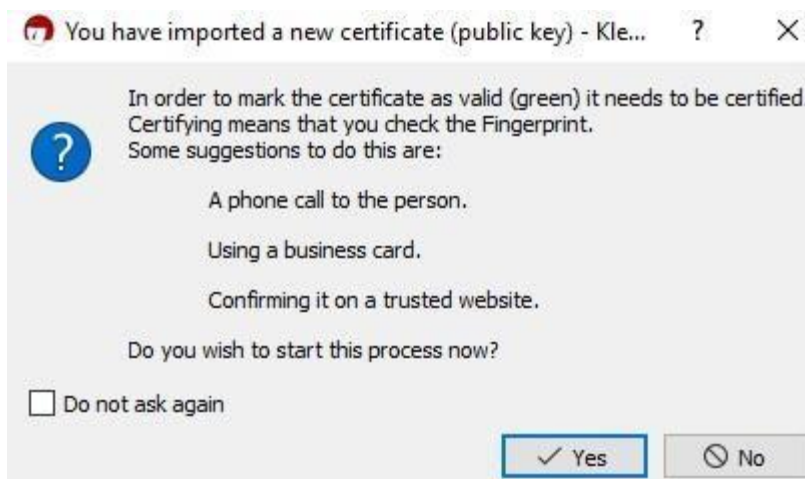 You have imported a new certificate (public key) - Kle... ? ×
In order to mark the certificate as valid (green) it needs to be certified
Certifying means that you check the Fingerprint.
Some suggestions to do this are:
A phone call to the person.
Using a business card.
Confirming it on a trusted website.
Do you wish to start this process now?
Do not ask again
Yes No